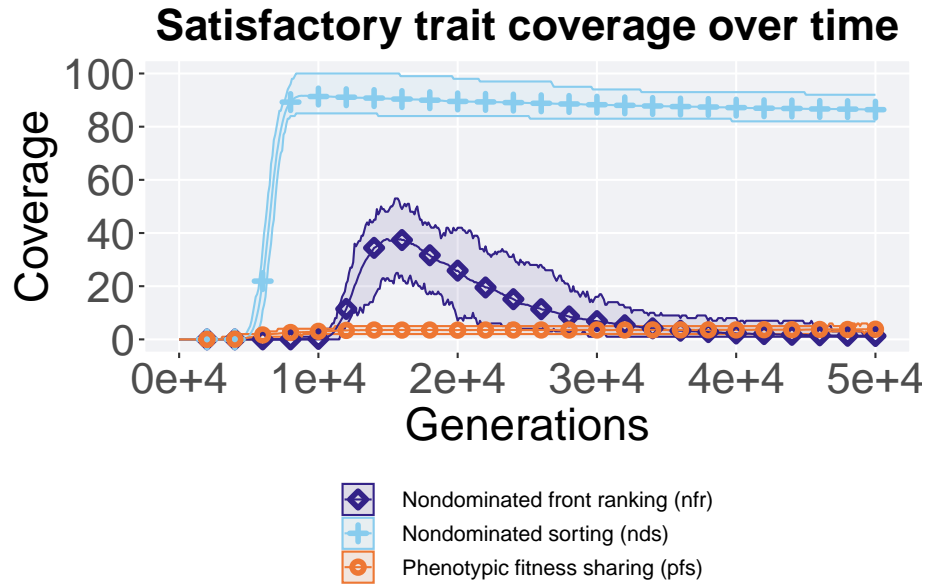 Satisfactory trait coverage over time
Coverage
100
80
60
40
20
0
0e+4 1e+4 2e+4 3e+4 4e+4 5e+4
Generations
Nondominated front ranking (nfr)
Nondominated sorting (nds)
Phenotypic fitness sharing (pfs)